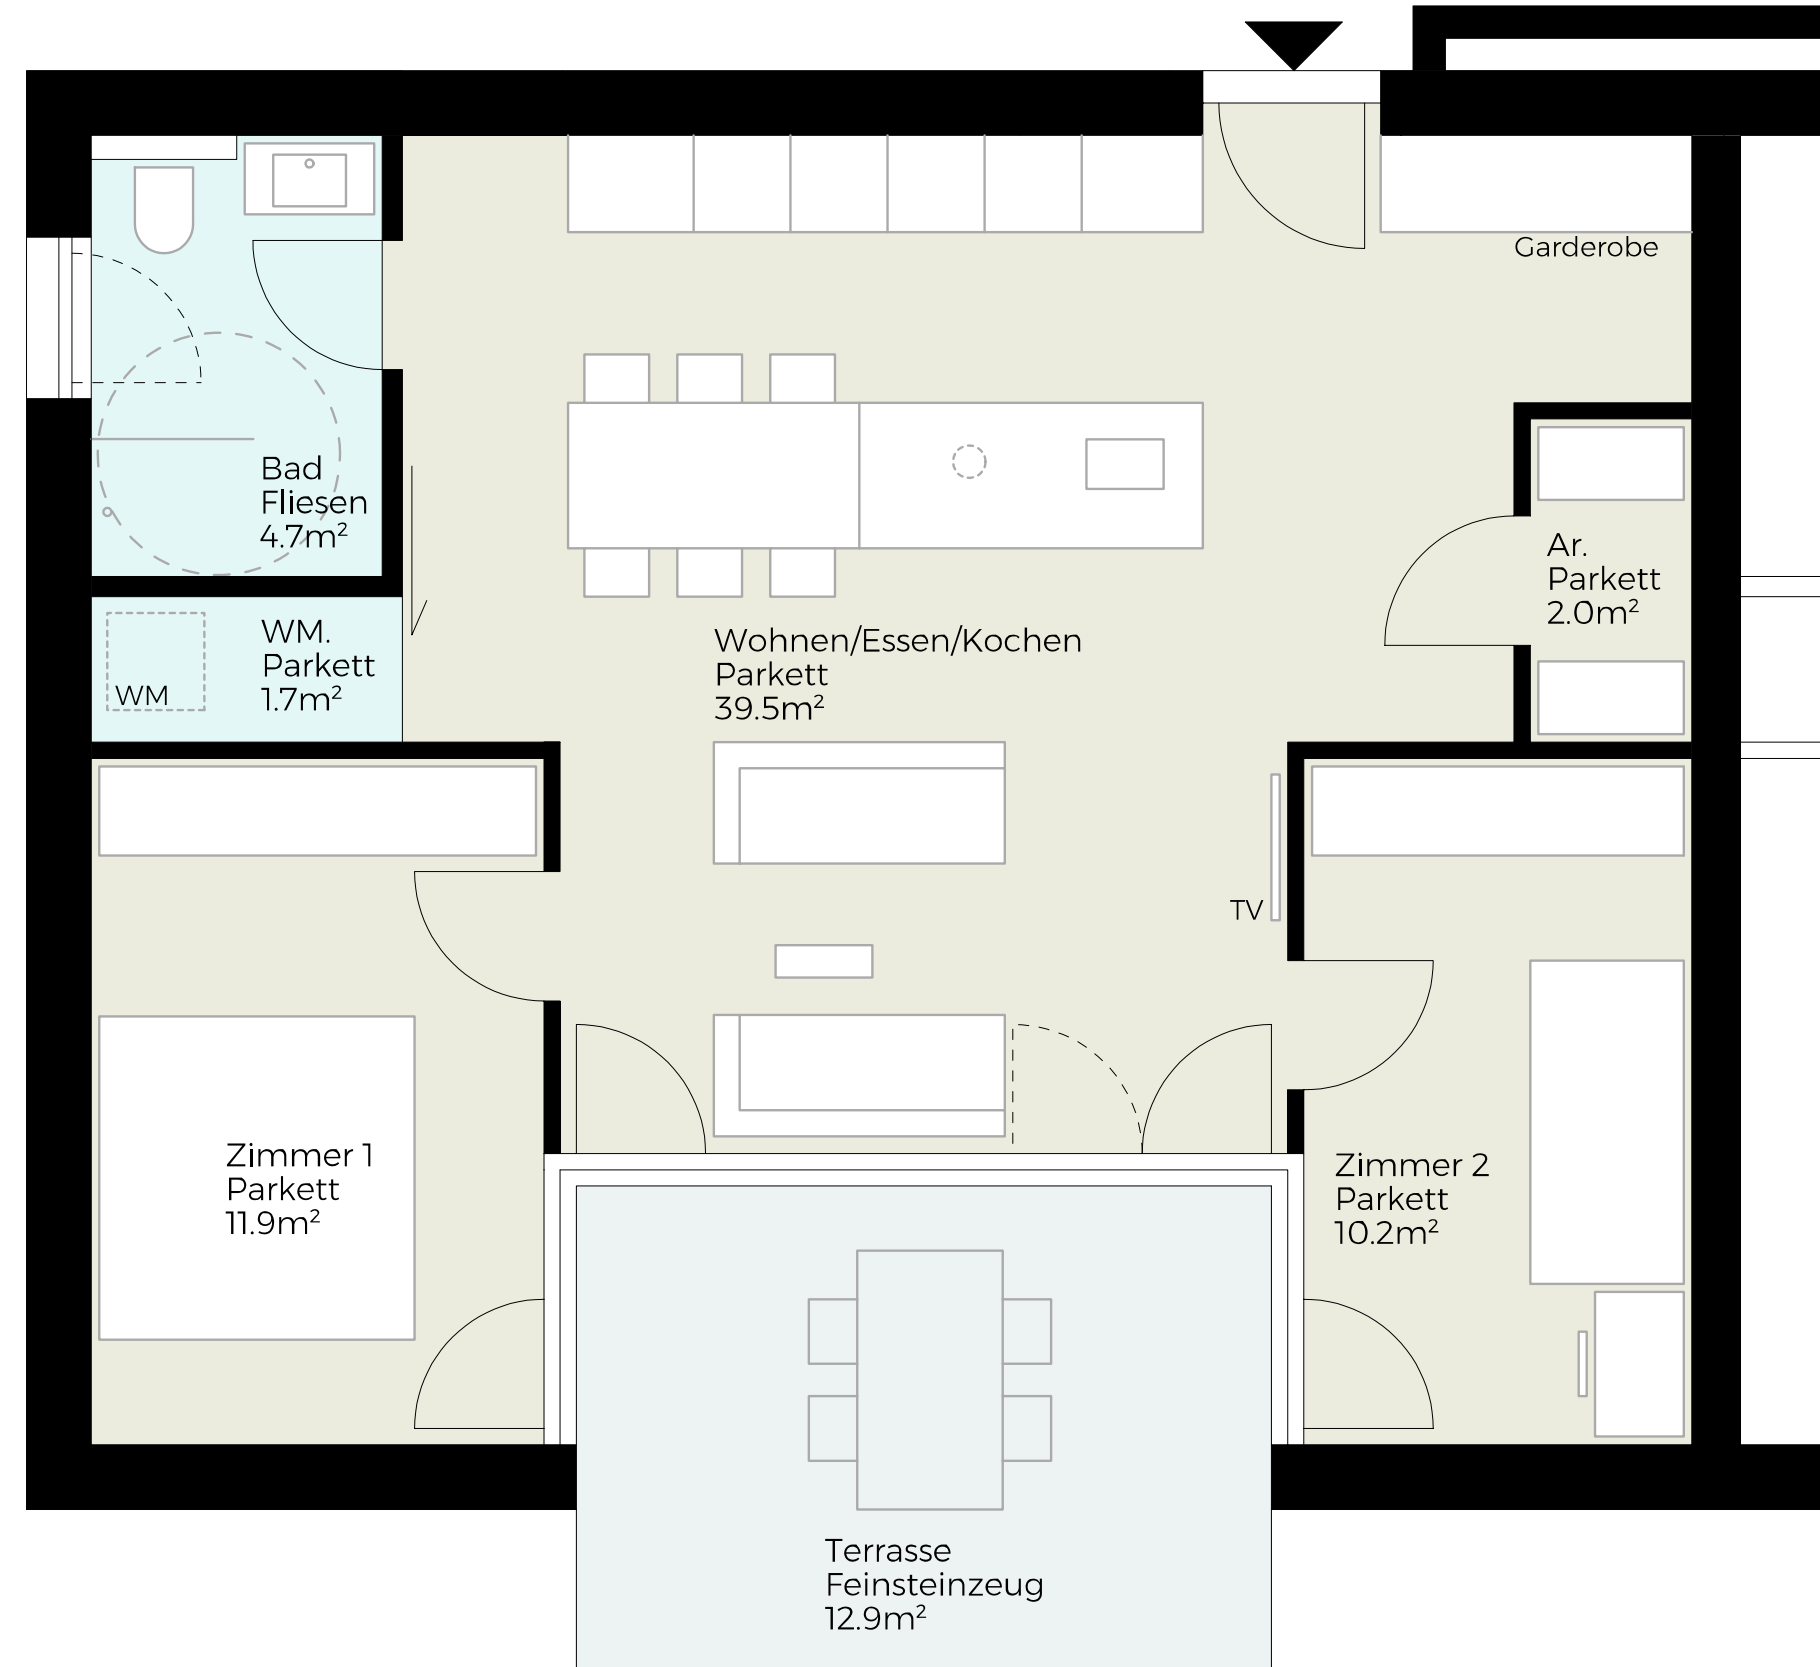 Garderobe
Bad
Fliesen
4.7m²
Ar.
Parkett
2.0m²
WM.
Parkett
1.7m²
WM
Wohnen/Essen/Kochen
Parkett
39.5m²
TV
Zimmer 1
Parkett
11.9m²
Zimmer 2
Parkett
10.2m²
Terrasse
Feinsteinzeug
12.9m²